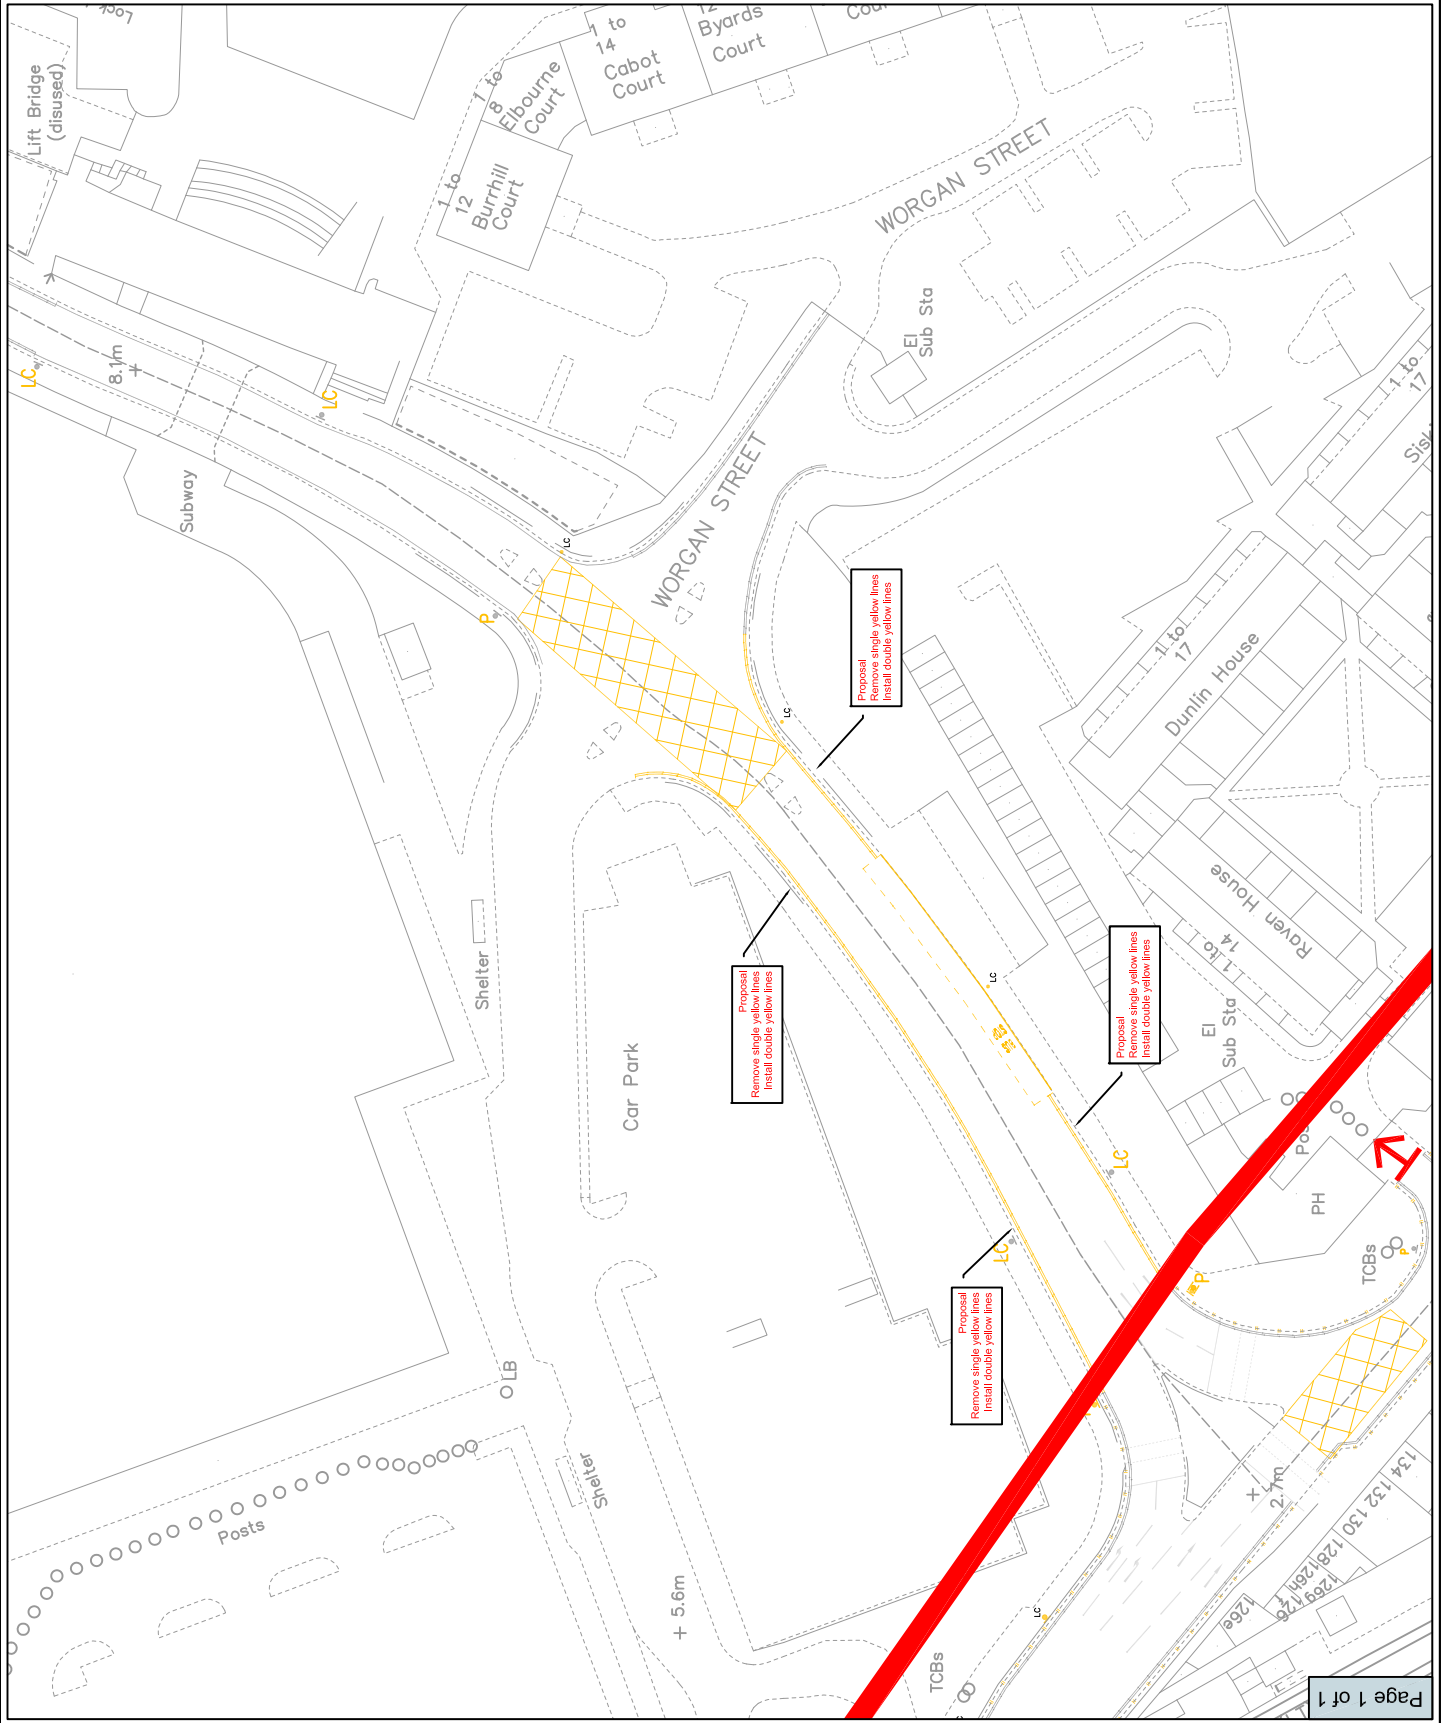 Lock
Lift Bridge
(disused)
1 to
14
Cabot
Court
12
Byards
Court
1 to
8
Elbourne
Court
1 to
12
Burrhill
Court
WORGAN STREET
El
Sub Sta
LC
8.1m
LC
Subway
LC
P
WORGAN STREET
LC
Proposal
Remove single yellow lines
Install double yellow lines
1 to
17
1 to
17
Dunlin House
Raven House
1 to
14
Shelter
Car Park
Proposal
Remove single yellow lines
Install double yellow lines
LC
Proposal
Remove single yellow lines
Install double yellow lines
El
Sub Sta
LC
LC
Proposal
Remove single yellow lines
Install double yellow lines
PH
TCBs
P
P
LB
Shelter
Posts
5.6m
2.7m
134
132
130
128
126h
126g
126
126e
LC
TCBs
Page 1 of 1